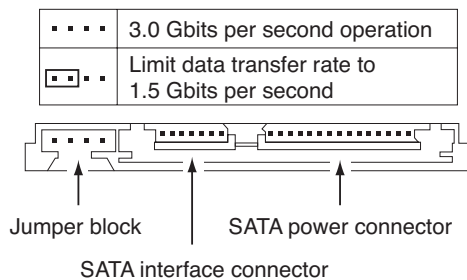 3.0 Gbits per second operation
Limit data transfer rate to
1.5 Gbits per second
Jumper block
SATA power connector
SATA interface connector